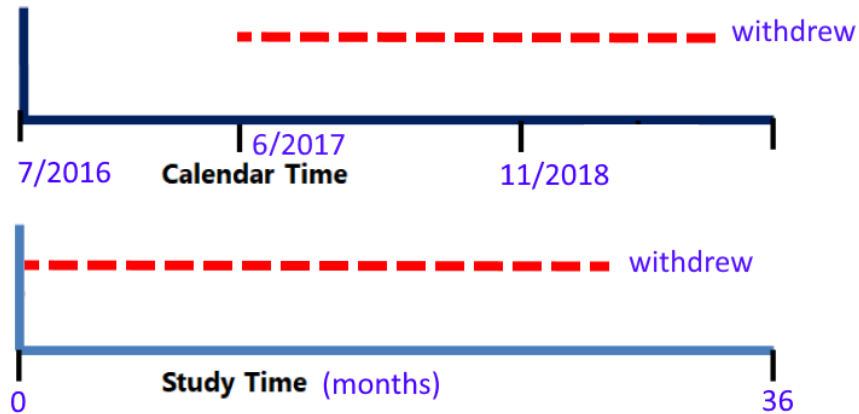 withdrew
6/2017
7/2016
Calendar Time
11/2018
withdrew
Study Time (months)
0
36